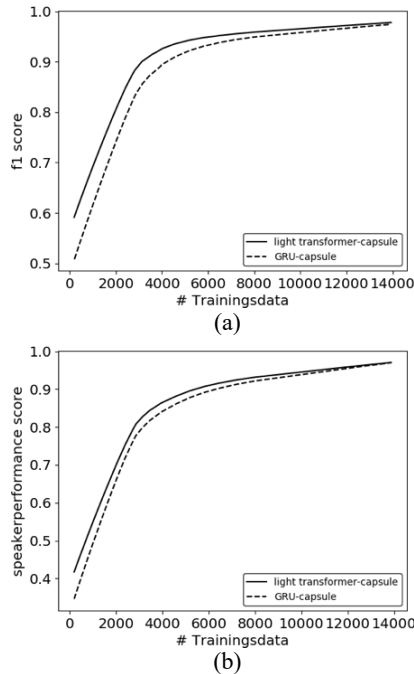 1.0
0.9
0.8
0.7
0.6
0.5
f1 score
light transformer-capsule
GRU-capsule
0 2000 4000 6000 8000 10000 12000 14000
# Trainingsdata
(a)
1.0
0.9
0.8
0.7
0.6
0.5
0.4
speakerperformance score
light transformer-capsule
GRU-capsule
0 2000 4000 6000 8000 10000 12000 14000
# Trainingsdata
(b)